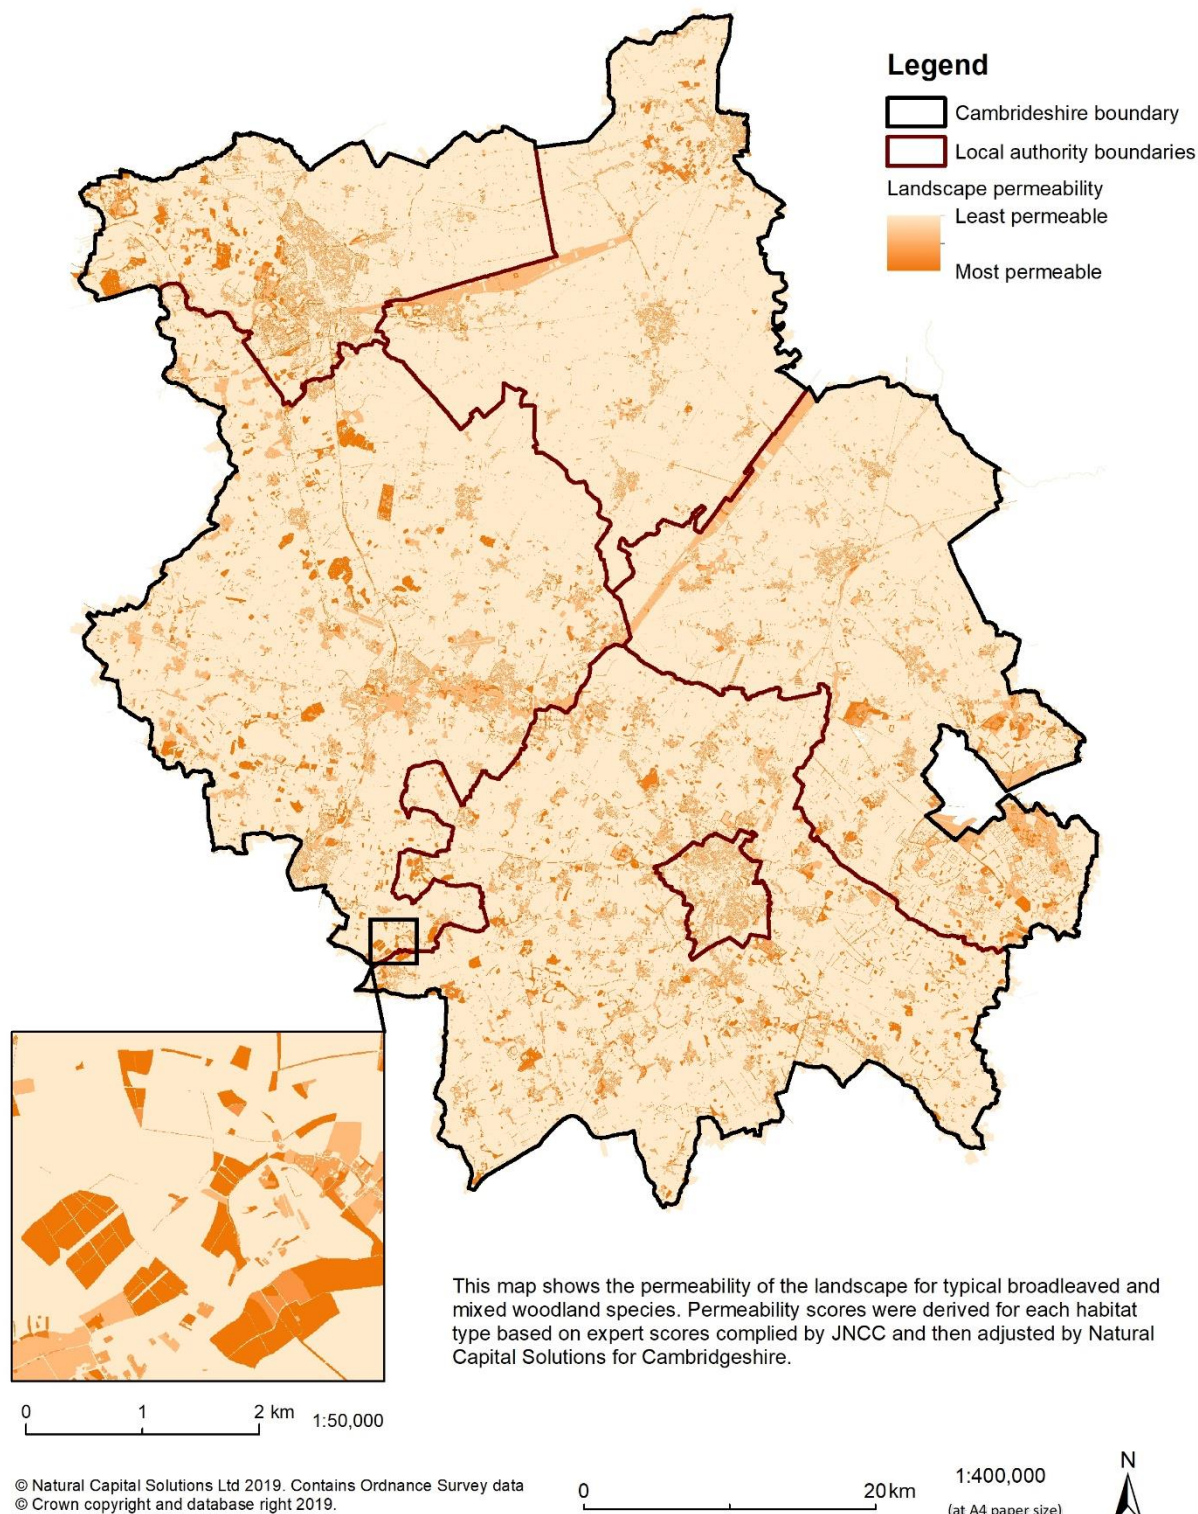 Legend
Cambrideshire boundary
Local authority boundaries
Landscape permeability
Least permeable
Most permeable
This map shows the permeability of the landscape for typical broadleaved and
mixed woodland species. Permeability scores were derived for each habitat
type based on expert scores complied by JNCC and then adjusted by Natural
Capital Solutions for Cambridgeshire.
0 1 2 km 1:50,000
© Natural Capital Solutions Ltd 2019. Contains Ordnance Survey data
© Crown copyright and database right 2019.
0 20 km
1:400,000
(at A4 paper size)
N